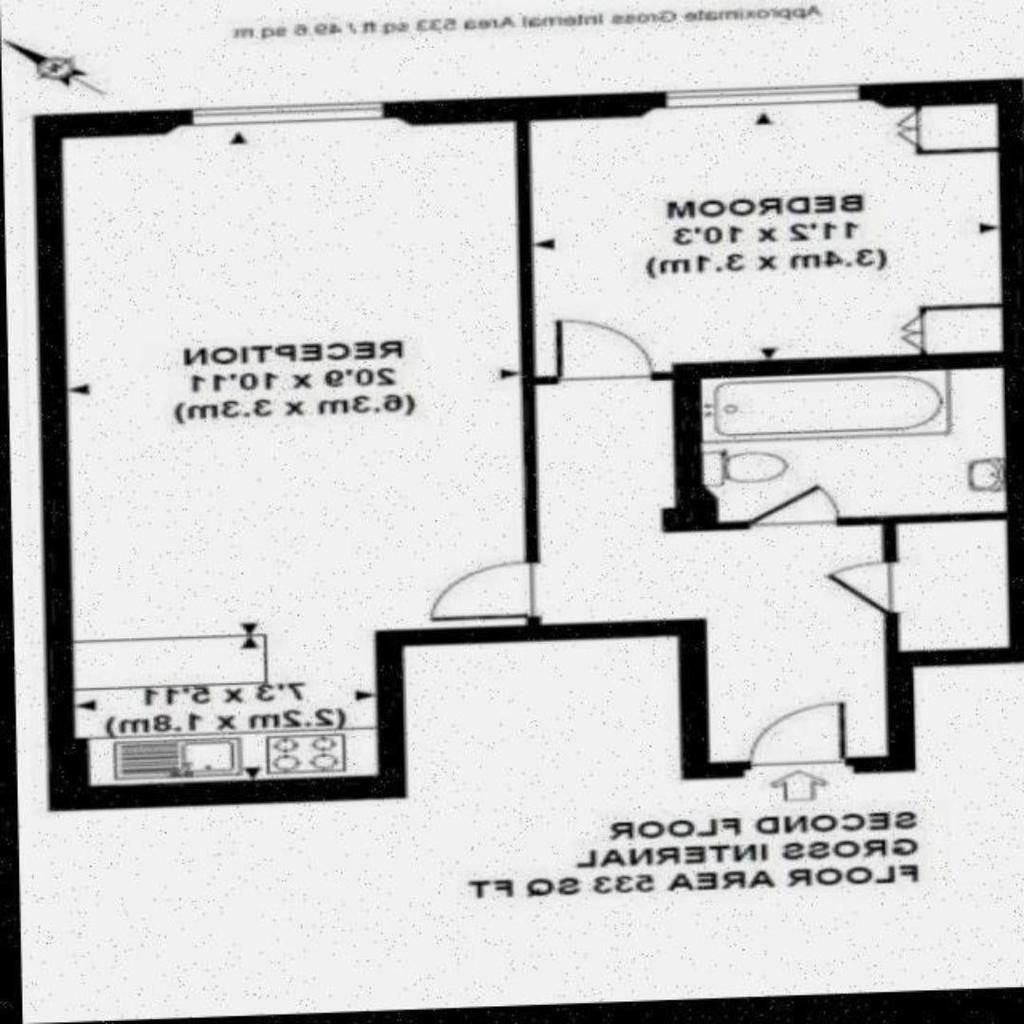 Approximate Gross Internal Area 533 sq ft / 49.6 sq m
BEDROOM
11'2 x 10'3
(3.4m x 3.1m)
RECEPTION
20'9 x 10'11
(6.3m x 3.3m)
7'3 x 5'11
(2.2m x 1.8m)
SECOND FLOOR
GROSS INTERNAL
FLOOR AREA 533 SQ FT